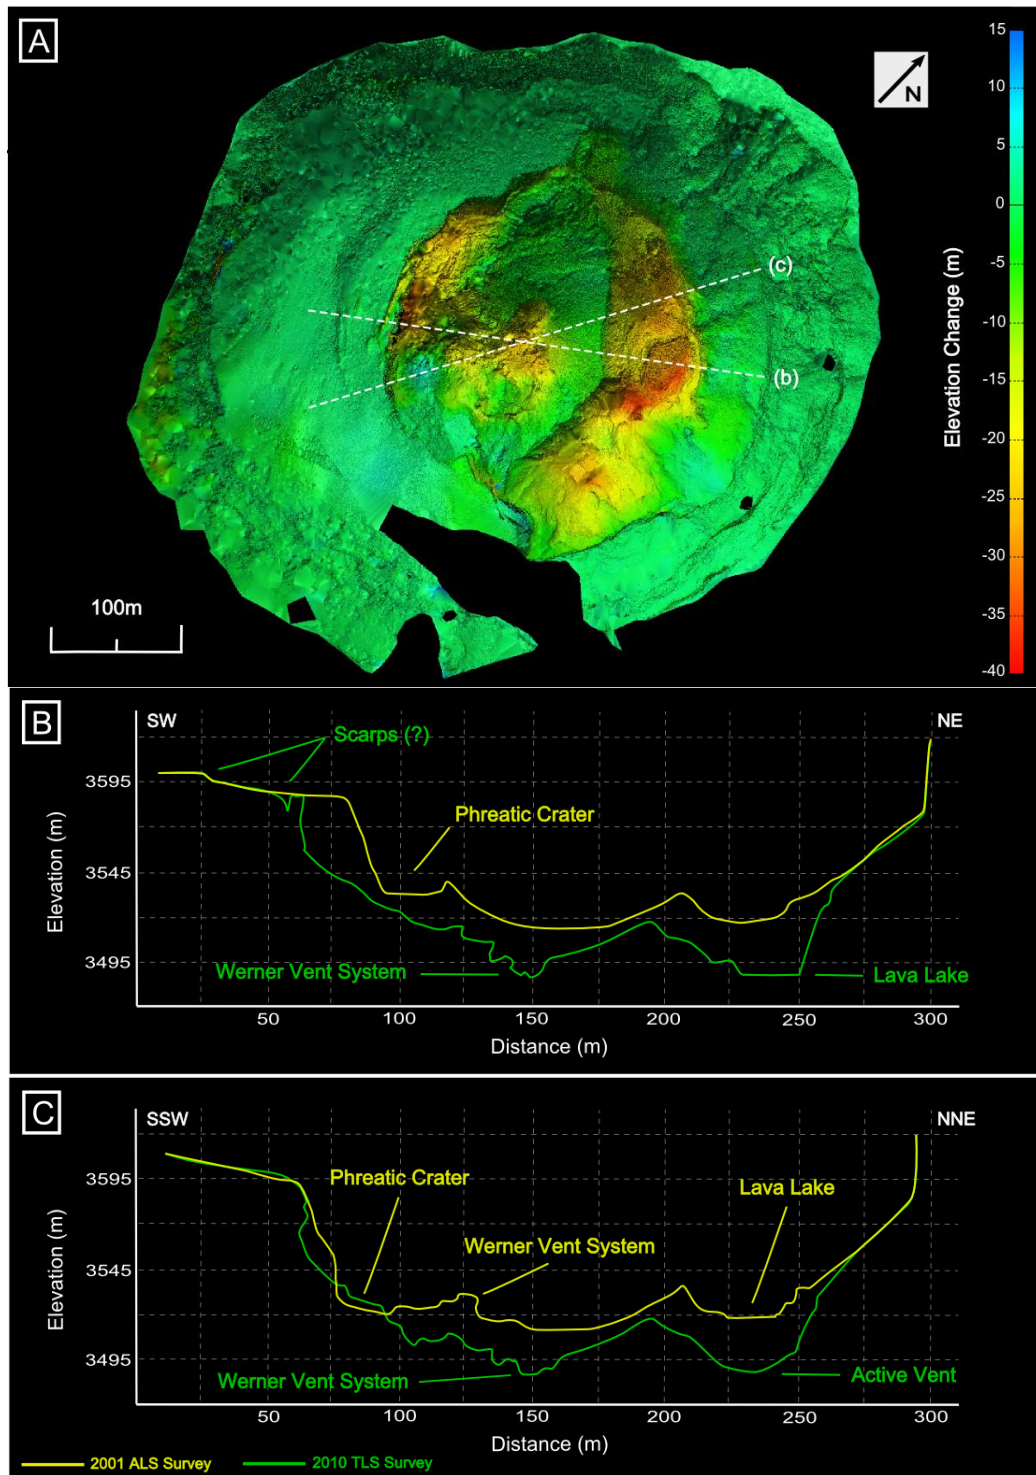 A
N
15
10
5
0
-5
-10
-15
-20
-25
-30
-35
-40
Elevation Change (m)
(c)
(b)
100m
B
SW
NE
Scarps (?)
Phreatic Crater
Werner Vent System
Lava Lake
3595
3545
3495
Elevation (m)
50
100
150
200
250
300
Distance (m)
C
SSW
NNE
Phreatic Crater
Lava Lake
Werner Vent System
Werner Vent System
Active Vent
3595
3545
3495
Elevation (m)
50
100
150
200
250
300
Distance (m)
2001 ALS Survey
2010 TLS Survey